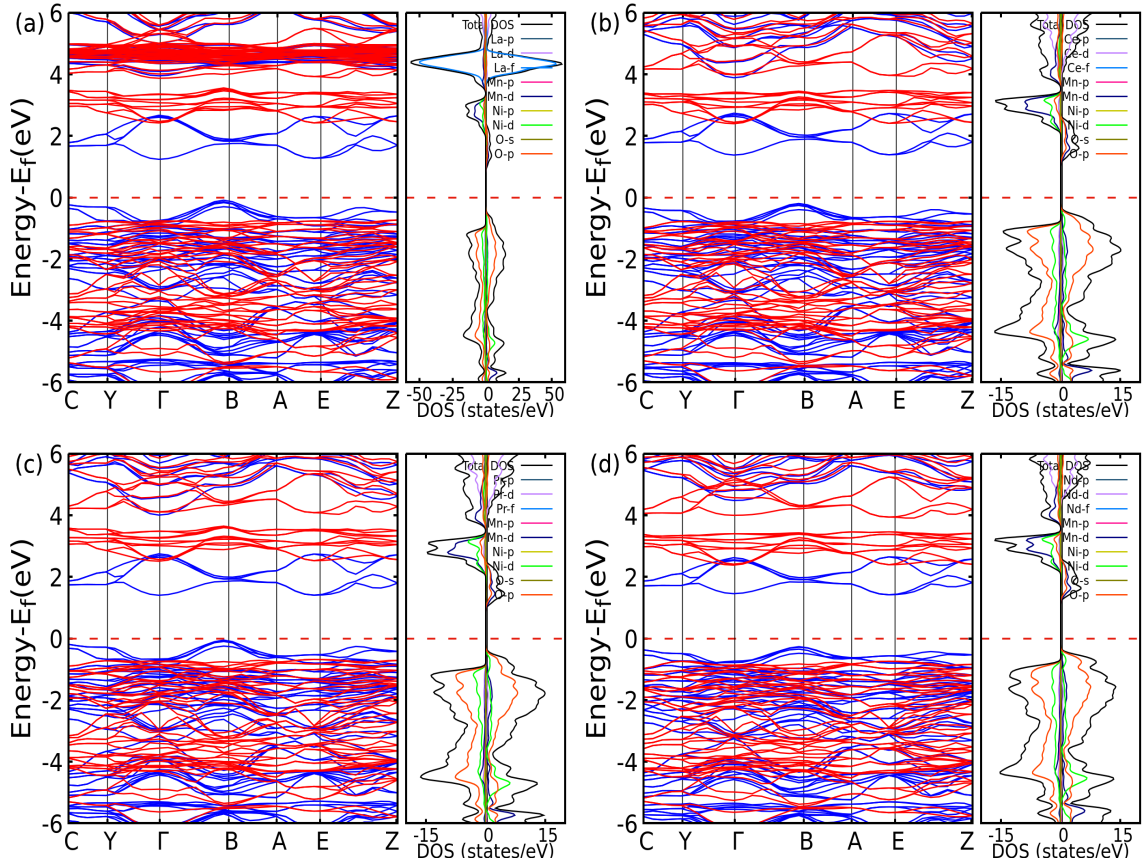 (a)
Energy-E_f(eV)
6
4
2
0
-2
-4
-6
C Y Γ B A E Z
Total DOS
La-p
La-d
La-f
Mn-p
Mn-d
Ni-p
Ni-d
O-s
O-p
-50 -25 0 25 50
DOS (states/eV)
(b)
Energy-E_f(eV)
6
4
2
0
-2
-4
-6
C Y Γ B A E Z
Total DOS
Ce-p
Ce-d
Ce-f
Mn-p
Mn-d
Ni-p
Ni-d
O-s
O-p
-15 0 15
DOS (states/eV)
(c)
Energy-E_f(eV)
6
4
2
0
-2
-4
-6
C Y Γ B A E Z
Total DOS
Pr-p
Pr-d
Pr-f
Mn-p
Mn-d
Ni-p
Ni-d
O-s
O-p
-15 0 15
DOS (states/eV)
(d)
Energy-E_f(eV)
6
4
2
0
-2
-4
-6
C Y Γ B A E Z
Total DOS
Nd-p
Nd-d
Nd-f
Mn-p
Mn-d
Ni-p
Ni-d
O-s
O-p
-15 0 15
DOS (states/eV)